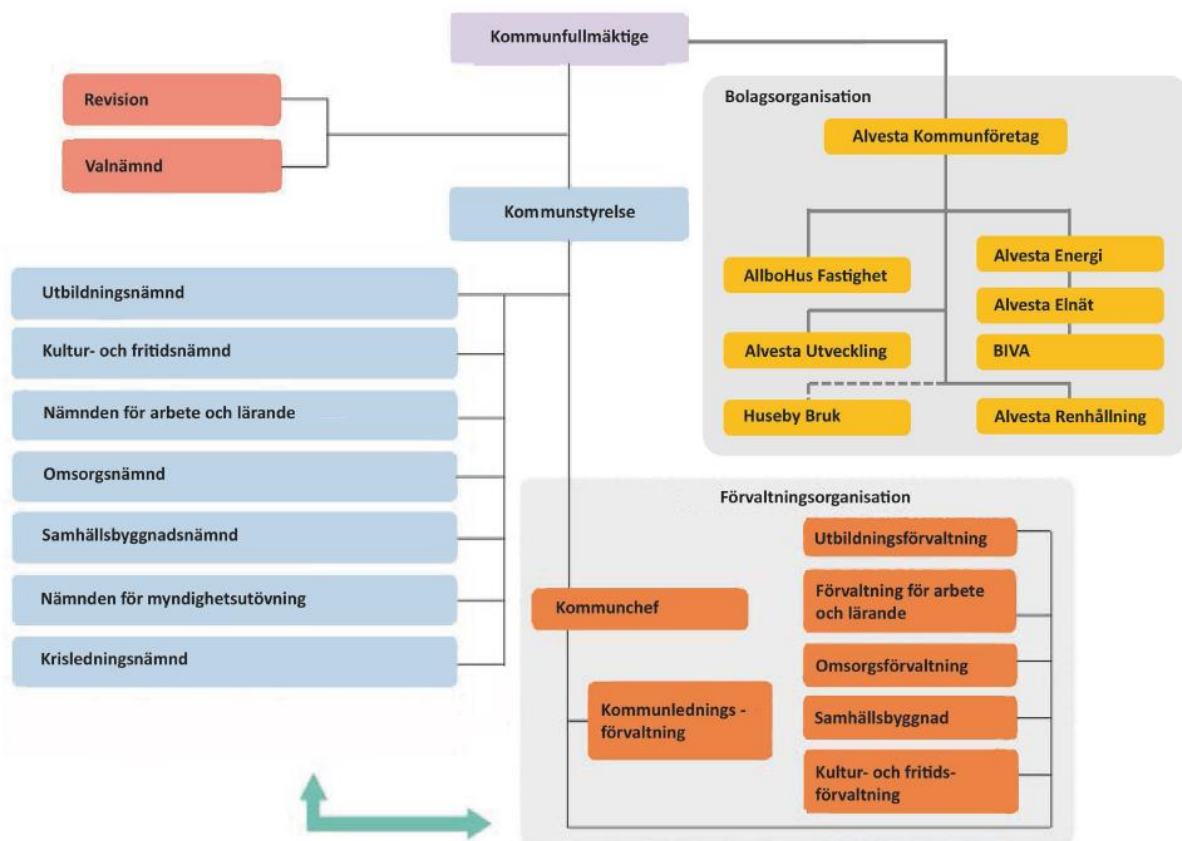 Kommunfullmäktige
Revision
Valnämnd
Kommunstyrelse
Utbildningsnämnd
Kultur- och fritidsnämnd
Nämnden för arbete och lärande
Omsorgsnämnd
Samhällsbyggnadsnämnd
Nämnden för myndighetsutövning
Krisledningsnämnd
Bolagsorganisation
Alvesta Kommunföretag
AllboHus Fastighet
Alvesta Utveckling
Huseby Bruk
Alvesta Energi
Alvesta Elnät
BIVA
Alvesta Renhållning
Förvaltningsorganisation
Kommunchef
Kommunlednings -
förvaltning
Utbildningsförvaltning
Förvaltning för arbete
och lärande
Omsorgsförvaltning
Samhällsbyggnad
Kultur- och fritids-
förvaltning